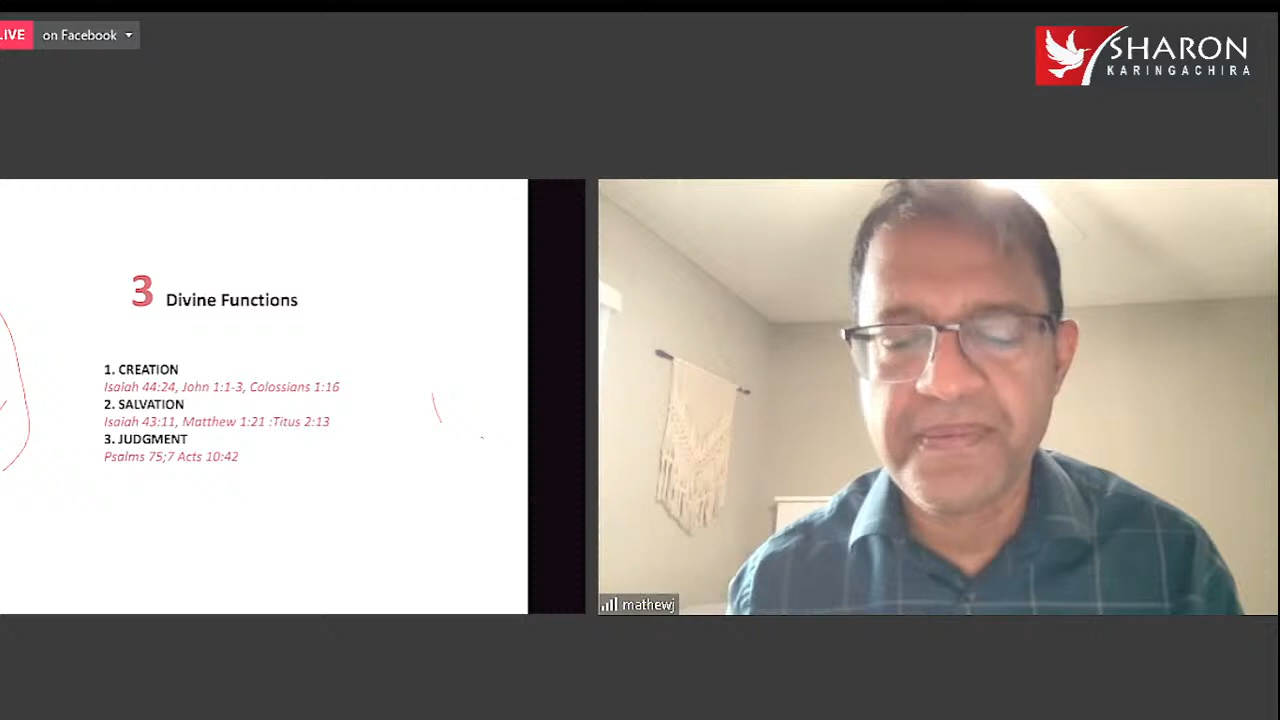 LIVE on Facebook
SHARON
KARINGACHIRA
3 Divine Functions
1. CREATION
Isaiah 44:24, John 1:1-3, Colossians 1:16
2. SALVATION
Isaiah 43:11, Matthew 1:21 :Titus 2:13
3. JUDGMENT
Psalms 75;7 Acts 10:42
mathewj